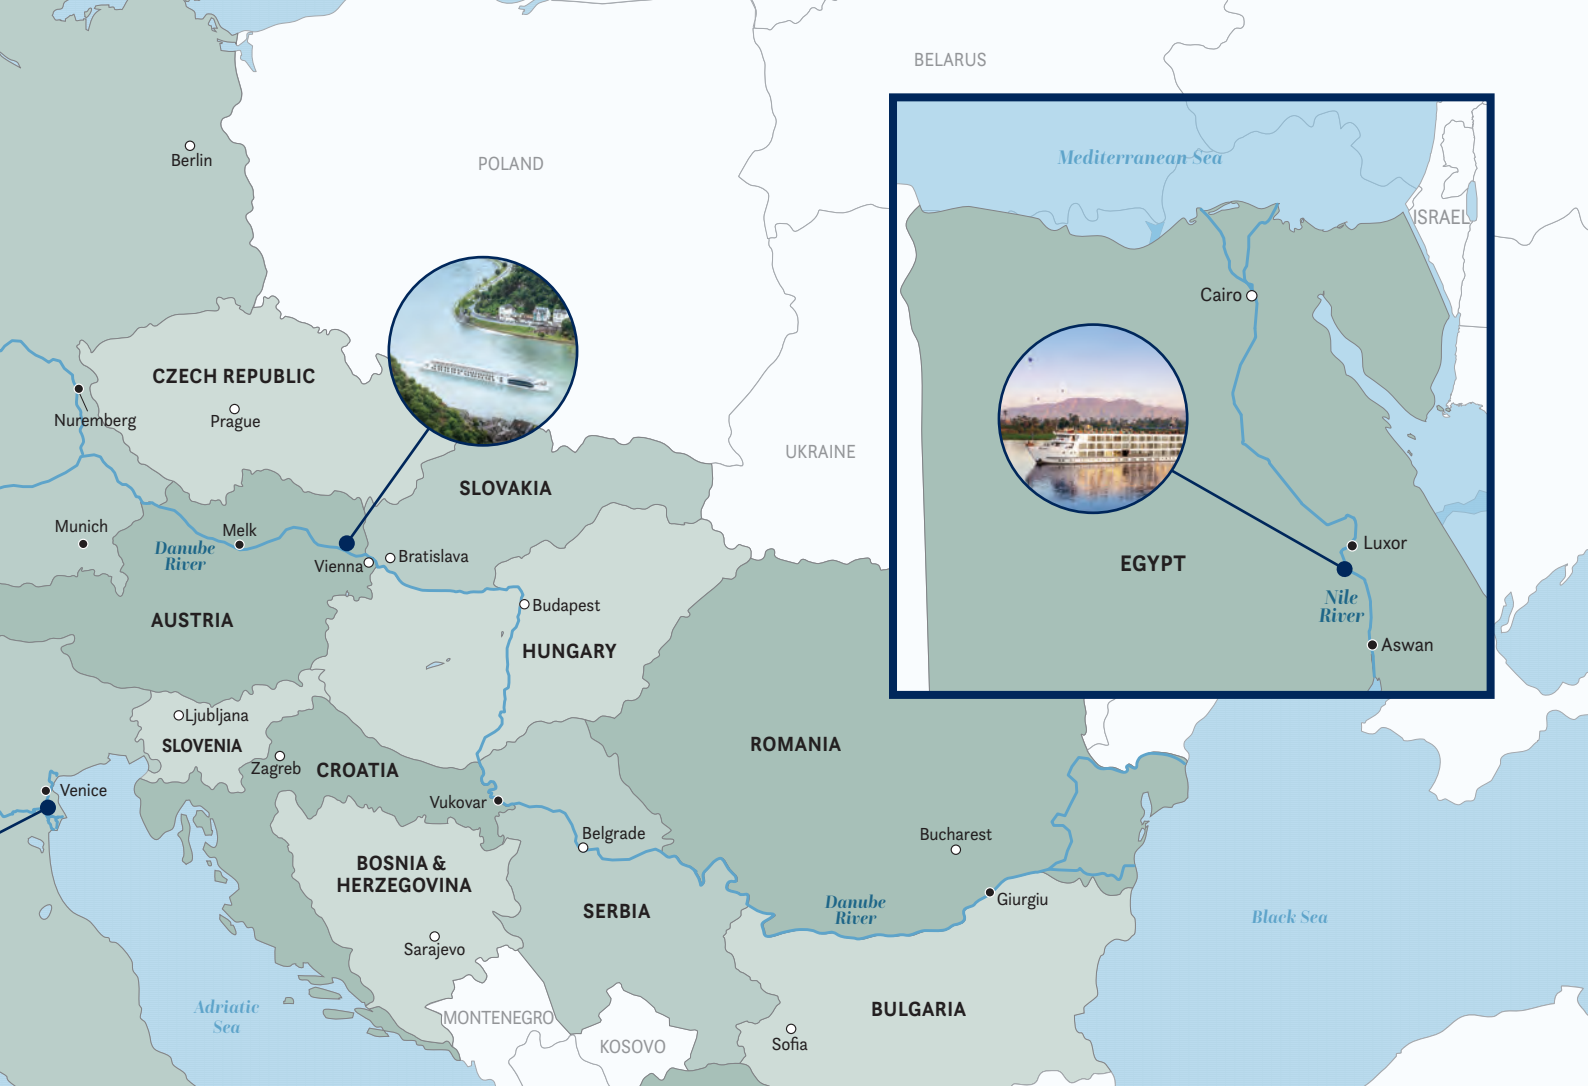 BELARUS
Berlin
POLAND
Mediterranean Sea
ISRAEL
Cairo
CZECH REPUBLIC
Prague
Nuremberg
UKRAINE
SLOVAKIA
Munich
Melk
Danube
River
Vienna
Bratislava
EGYPT
Luxor
Nile
River
Aswan
AUSTRIA
Budapest
HUNGARY
Ljubljana
SLOVENIA
Zagreb
CROATIA
ROMANIA
Venice
Vukovar
Belgrade
Bucharest
BOSNIA &
HERZEGOVINA
SERBIA
Danube
River
Giurgiu
Black Sea
Sarajevo
Adriatic
Sea
MONTENEGRO
KOSOVO
BULGARIA
Sofia